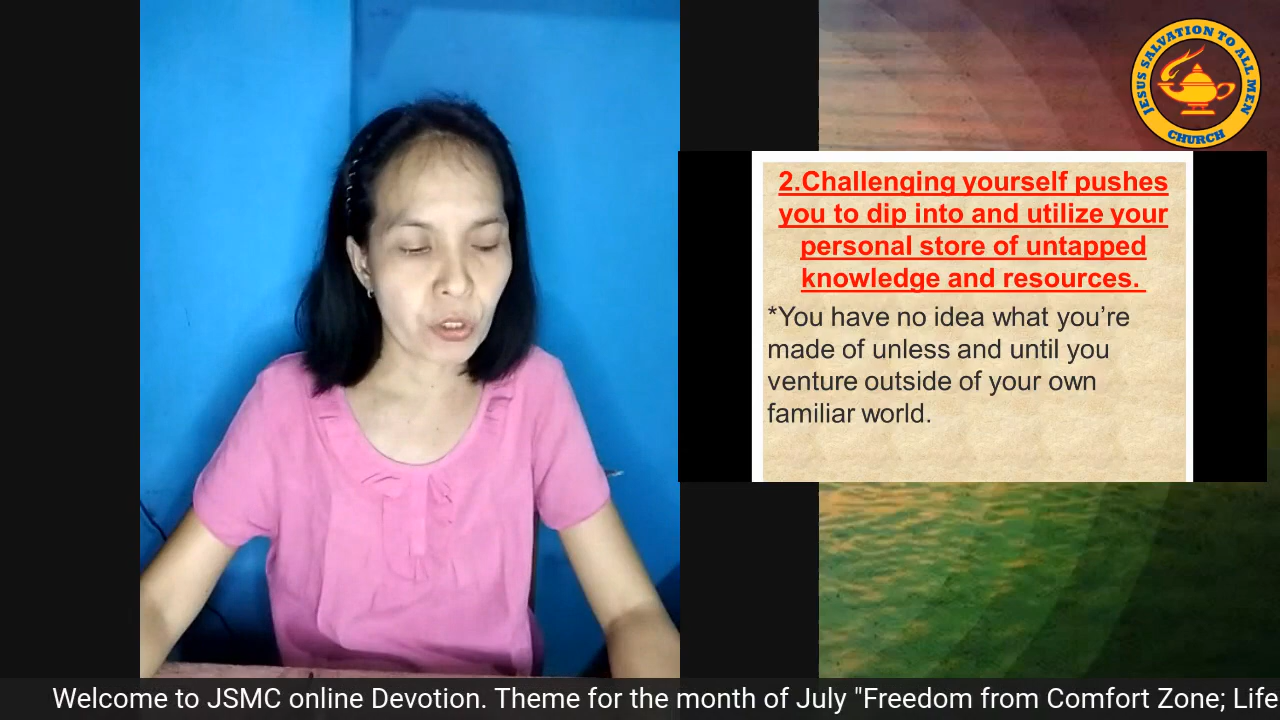 JESUS SALVATION TO ALL MEN
CHURCH
2.Challenging yourself pushes
you to dip into and utilize your
personal store of untapped
knowledge and resources.
*You have no idea what you’re
made of unless and until you
venture outside of your own
familiar world.
Welcome to JSMC online Devotion. Theme for the month of July "Freedom from Comfort Zone; Life